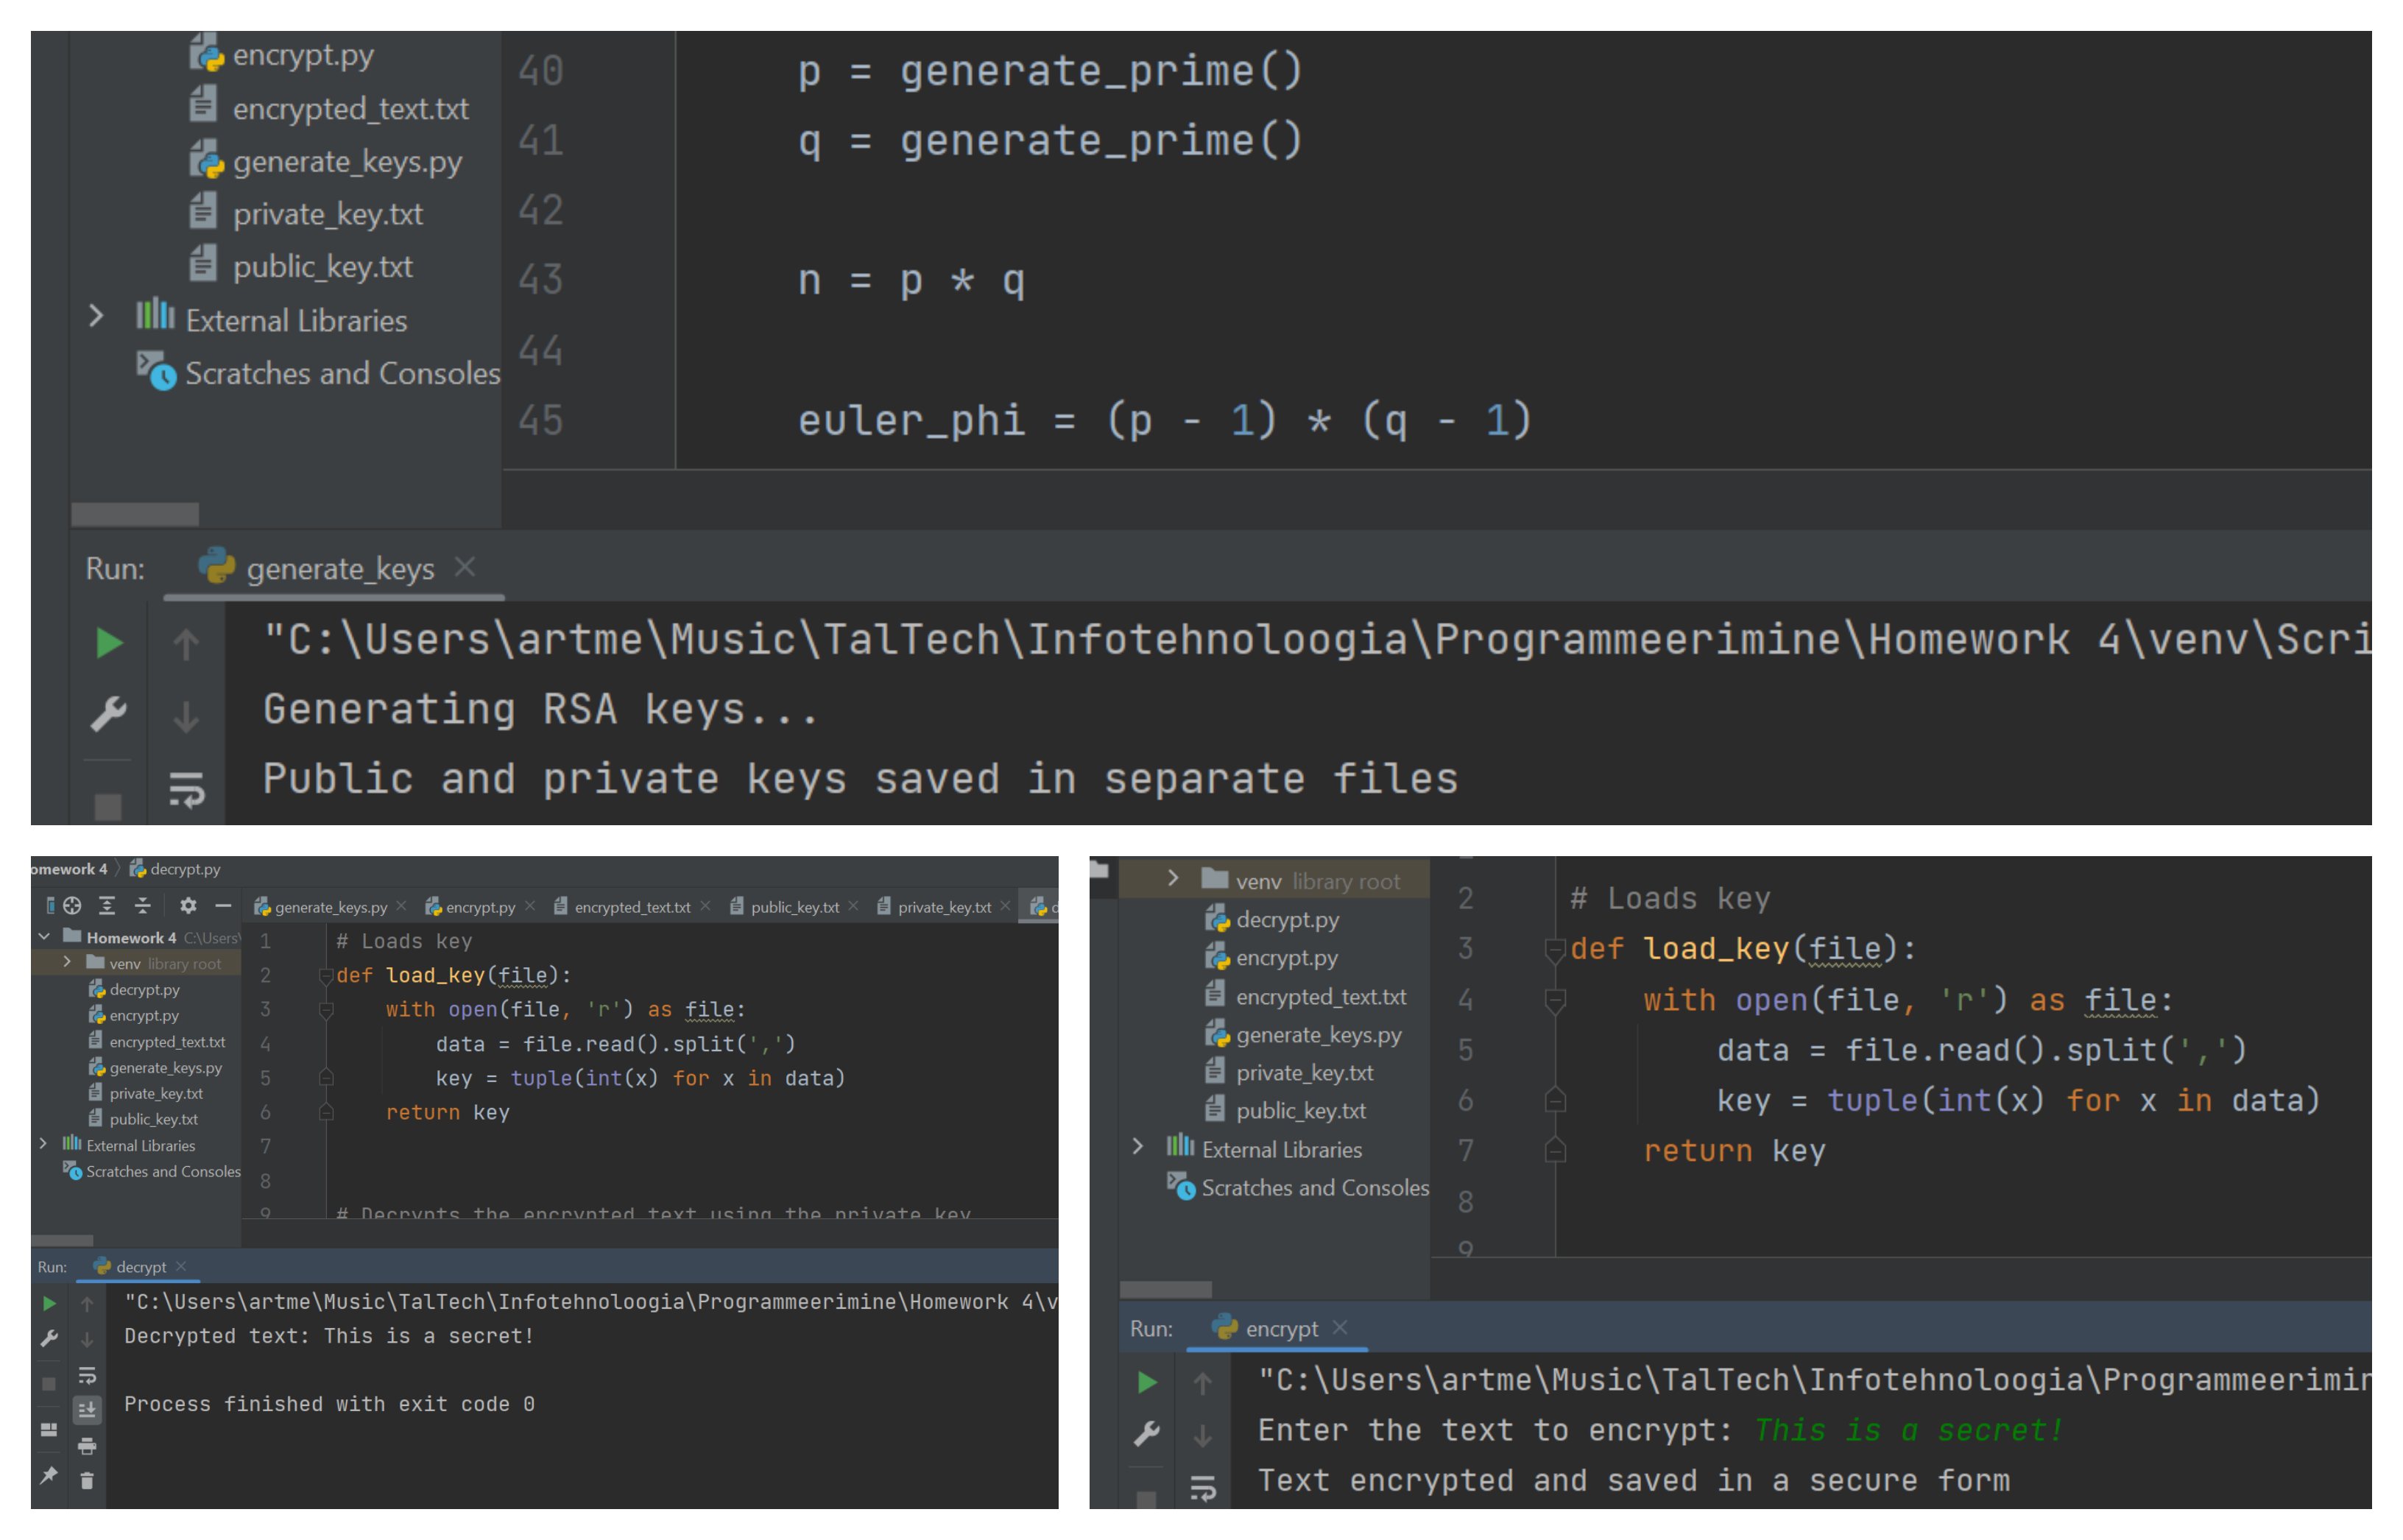 encrypt.py
encrypted_text.txt
generate_keys.py
private_key.txt
public_key.txt
External Libraries
Scratches and Consoles
40 p = generate_prime()
41 q = generate_prime()
42
43 n = p * q
44
45 euler_phi = (p - 1) * (q - 1)
Run: generate_keys
"C:\Users\artme\Music\TalTech\Infotehnoloogia\Programmeerimine\Homework 4\venv\Scri
Generating RSA keys...
Public and private keys saved in separate files
omework 4 decrypt.py
generate_keys.py encrypt.py encrypted_text.txt public_key.txt private_key.txt d
Homework 4 C:\Users\
venv library root
decrypt.py
encrypt.py
encrypted_text.txt
generate_keys.py
private_key.txt
public_key.txt
External Libraries
Scratches and Consoles
1 # Loads key
2 def load_key(file):
3 with open(file, 'r') as file:
4 data = file.read().split(',')
5 key = tuple(int(x) for x in data)
6 return key
7
8
9 # Decrypts the encrypted text using the private key
Run: decrypt
"C:\Users\artme\Music\TalTech\Infotehnoloogia\Programmeerimine\Homework 4\v
Decrypted text: This is a secret!
Process finished with exit code 0
venv library root
decrypt.py
encrypt.py
encrypted_text.txt
generate_keys.py
private_key.txt
public_key.txt
External Libraries
Scratches and Consoles
2 # Loads key
3 def load_key(file):
4 with open(file, 'r') as file:
5 data = file.read().split(',')
6 key = tuple(int(x) for x in data)
7 return key
8
9
Run: encrypt
"C:\Users\artme\Music\TalTech\Infotehnoloogia\Programmeerimin
Enter the text to encrypt: This is a secret!
Text encrypted and saved in a secure form